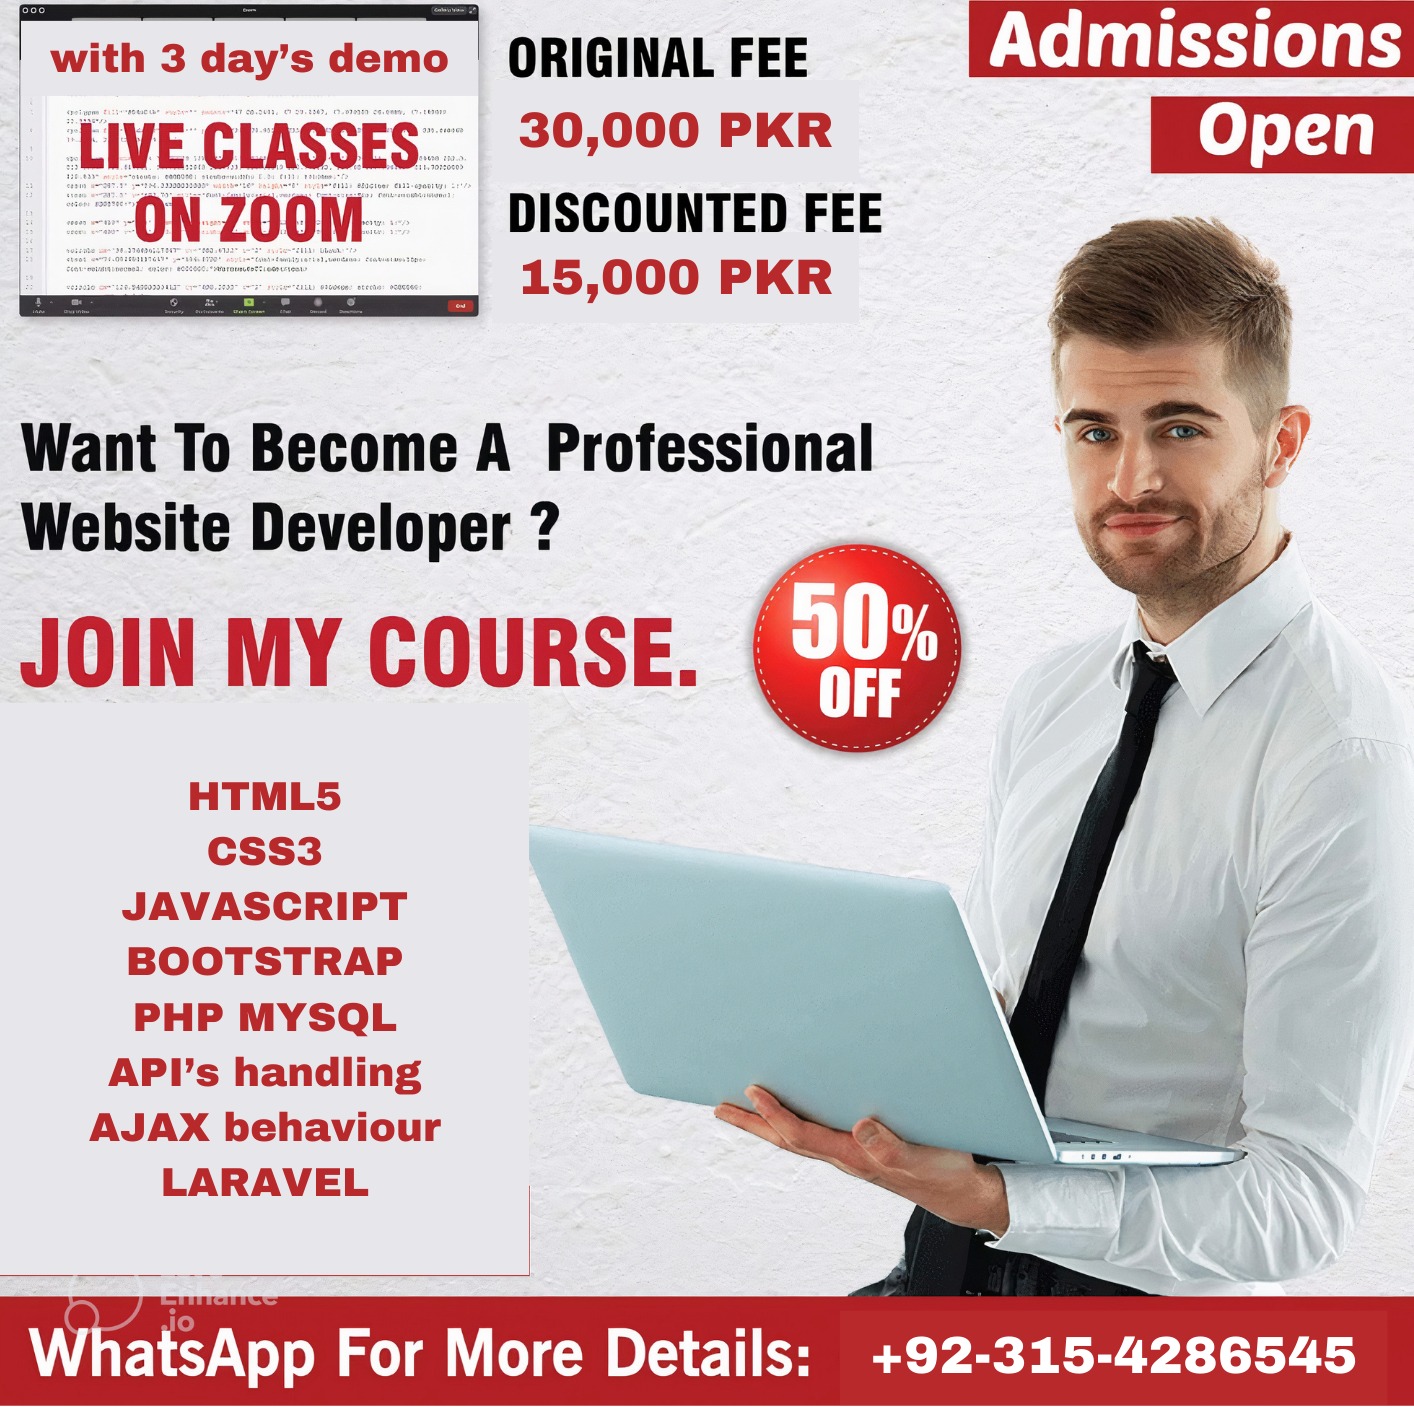 with 3 day’s demo
LIVE CLASSES
ON ZOOM
ORIGINAL FEE
30,000 PKR
DISCOUNTED FEE
15,000 PKR
Admissions
Open
Want To Become A Professional
Website Developer ?
JOIN MY COURSE.
50%
OFF
HTML5
CSS3
JAVASCRIPT
BOOTSTRAP
PHP MYSQL
API’s handling
AJAX behaviour
LARAVEL
Enhance
.io
WhatsApp For More Details: +92-315-4286545